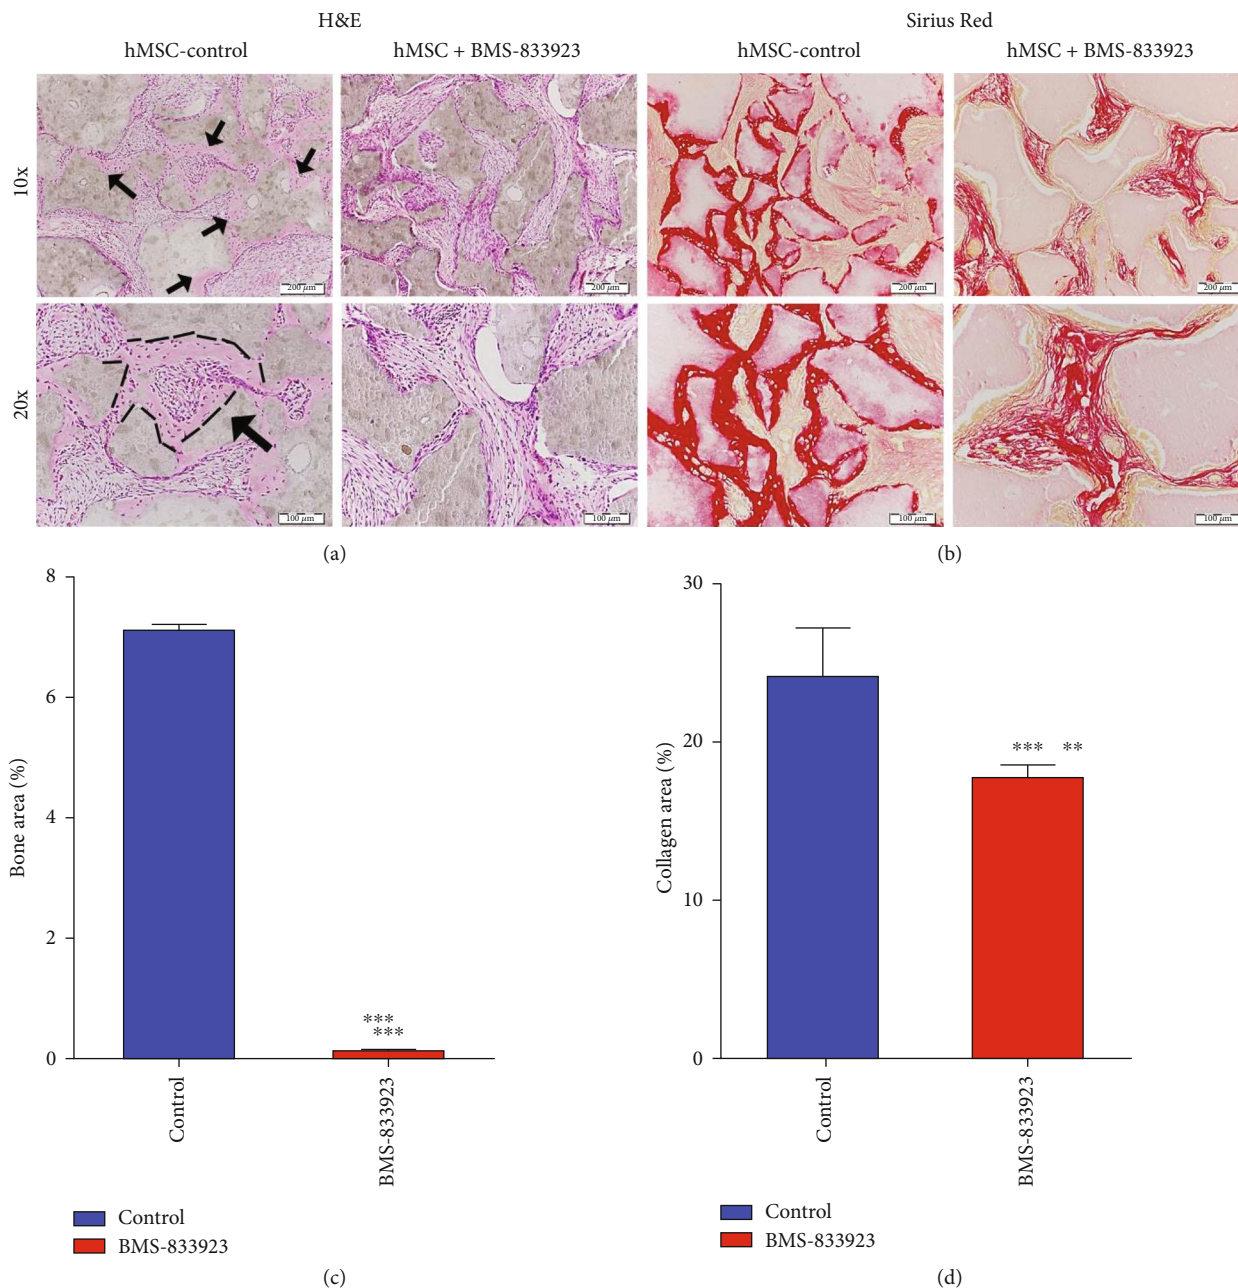 H&E
Sirius Red
hMSC-control
hMSC + BMS-833923
hMSC-control
hMSC + BMS-833923
10x
200 µm
200 µm
200 µm
200 µm
20x
100 µm
100 µm
100 µm
100 µm
(a)
(b)
8
6
4
2
0
Bone area (%)
***
***
Control
BMS-833923
Control
BMS-833923
(c)
30
20
10
0
Collagen area (%)
*** **
Control
BMS-833923
Control
BMS-833923
(d)